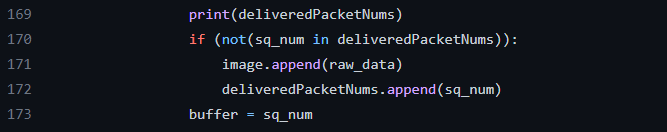 169 print(deliveredPacketNums)
170 if (not(sq_num in deliveredPacketNums)):
171 image.append(raw_data)
172 deliveredPacketNums.append(sq_num)
173 buffer = sq_num